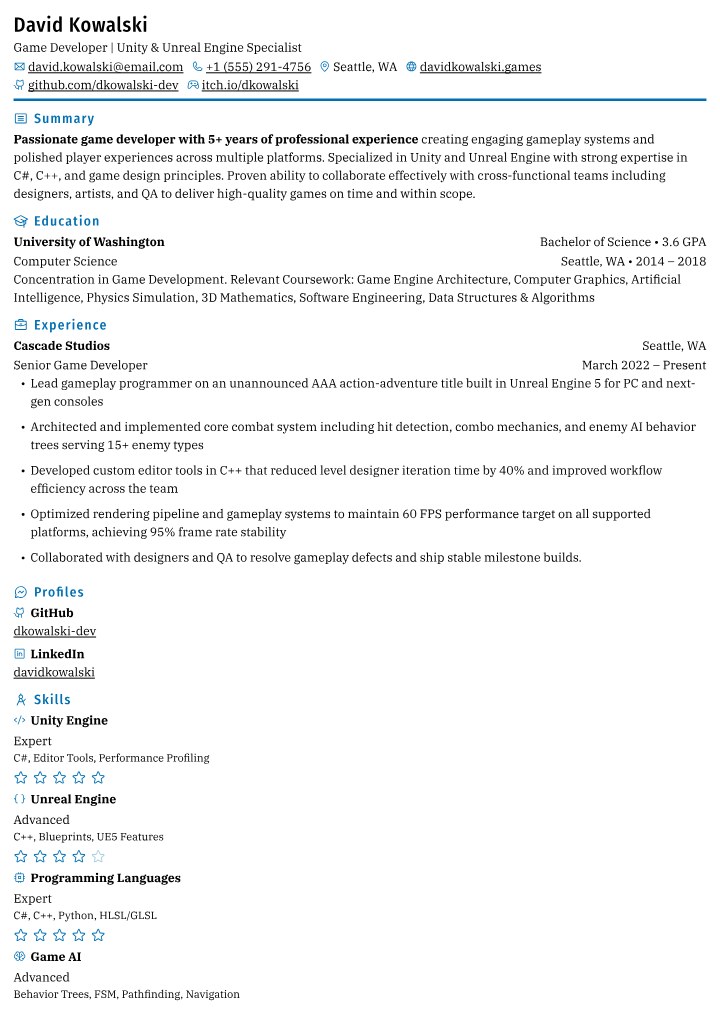 David Kowalski
Game Developer | Unity & Unreal Engine Specialist
david.kowalski@email.com +1 (555) 291-4756 Seattle, WA davidkowalski.games
github.com/dkowalski-dev itch.io/dkowalski
Summary
Passionate game developer with 5+ years of professional experience creating engaging gameplay systems and
polished player experiences across multiple platforms. Specialized in Unity and Unreal Engine with strong expertise in
C#, C++, and game design principles. Proven ability to collaborate effectively with cross-functional teams including
designers, artists, and QA to deliver high-quality games on time and within scope.
Education
University of Washington Bachelor of Science • 3.6 GPA
Computer Science Seattle, WA • 2014 – 2018
Concentration in Game Development. Relevant Coursework: Game Engine Architecture, Computer Graphics, Artificial
Intelligence, Physics Simulation, 3D Mathematics, Software Engineering, Data Structures & Algorithms
Experience
Cascade Studios Seattle, WA
Senior Game Developer March 2022 – Present
• Lead gameplay programmer on an unannounced AAA action-adventure title built in Unreal Engine 5 for PC and next-
gen consoles
• Architected and implemented core combat system including hit detection, combo mechanics, and enemy AI behavior
trees serving 15+ enemy types
• Developed custom editor tools in C++ that reduced level designer iteration time by 40% and improved workflow
efficiency across the team
• Optimized rendering pipeline and gameplay systems to maintain 60 FPS performance target on all supported
platforms, achieving 95% frame rate stability
• Collaborated with designers and QA to resolve gameplay defects and ship stable milestone builds.
Profiles
GitHub
dkowalski-dev
LinkedIn
davidkowalski
Skills
Unity Engine
Expert
C#, Editor Tools, Performance Profiling
Unreal Engine
Advanced
C++, Blueprints, UE5 Features
Programming Languages
Expert
C#, C++, Python, HLSL/GLSL
Game AI
Advanced
Behavior Trees, FSM, Pathfinding, Navigation